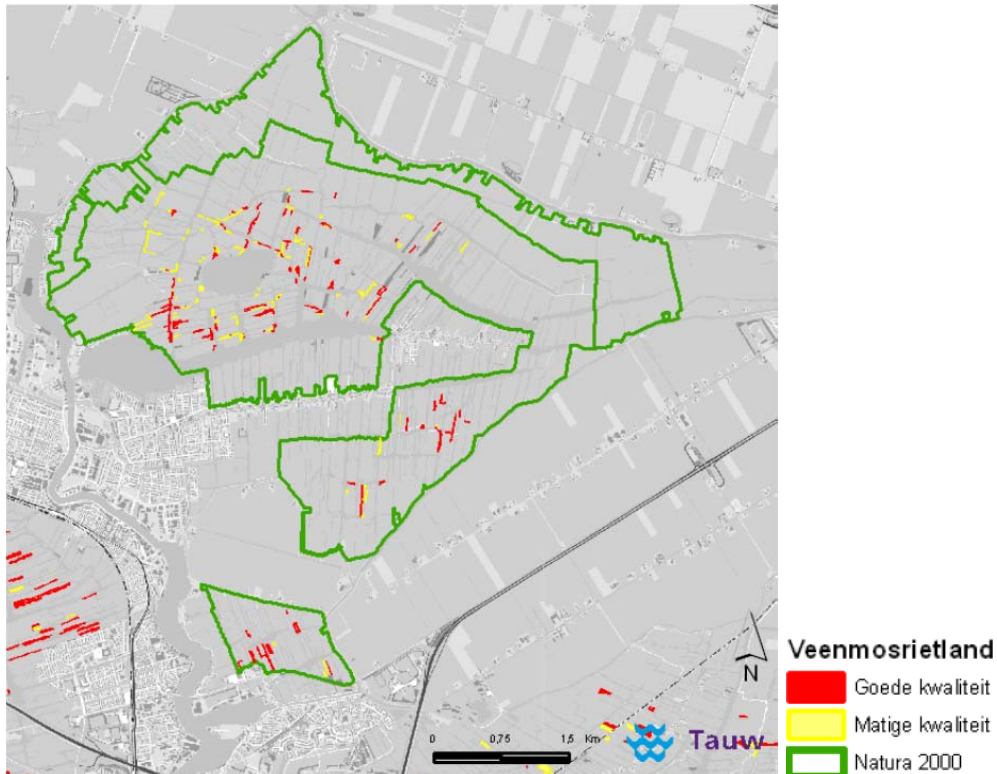 N
0 0,75 1,5 Km
Tauw
Veenmosrietland
Goede kwaliteit
Matige kwaliteit
Natura 2000